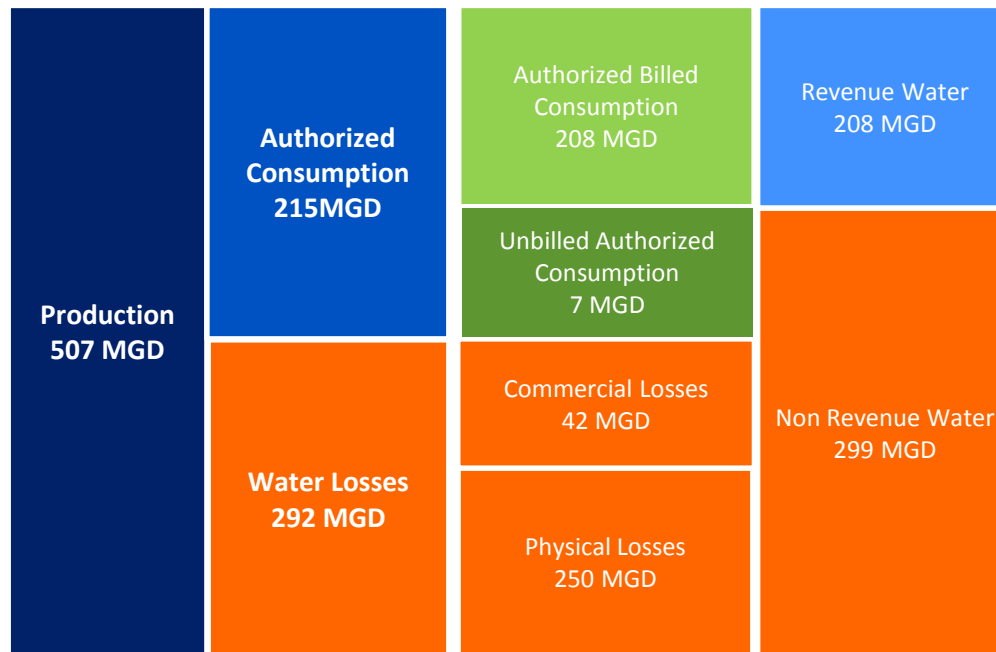 Production
507 MGD
Authorized
Consumption
215MGD
Water Losses
292 MGD
Authorized Billed
Consumption
208 MGD
Unbilled Authorized
Consumption
7 MGD
Commercial Losses
42 MGD
Physical Losses
250 MGD
Revenue Water
208 MGD
Non Revenue Water
299 MGD